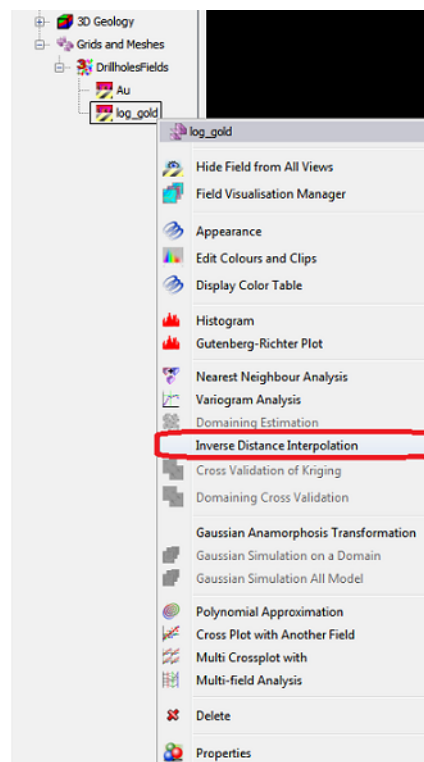 3D Geology
Grids and Meshes
DrillholesFields
Au
log_gold
log_gold
Hide Field from All Views
Field Visualisation Manager
Appearance
Edit Colours and Clips
Display Color Table
Histogram
Gutenberg-Richter Plot
Nearest Neighbour Analysis
Variogram Analysis
Domaining Estimation
Inverse Distance Interpolation
Cross Validation of Kriging
Domaining Cross Validation
Gaussian Anamorphosis Transformation
Gaussian Simulation on a Domain
Gaussian Simulation All Model
Polynomial Approximation
Cross Plot with Another Field
Multi Crossplot with
Multi-field Analysis
Delete
Properties